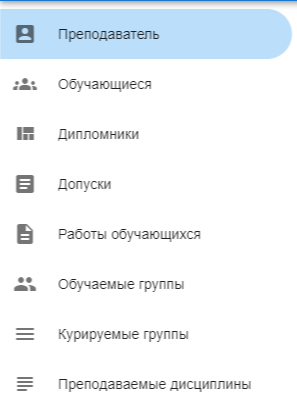 Преподаватель
Обучающиеся
Дипломники
Допуски
Работы обучающихся
Обучаемые группы
Курируемые группы
Преподаваемые дисциплины